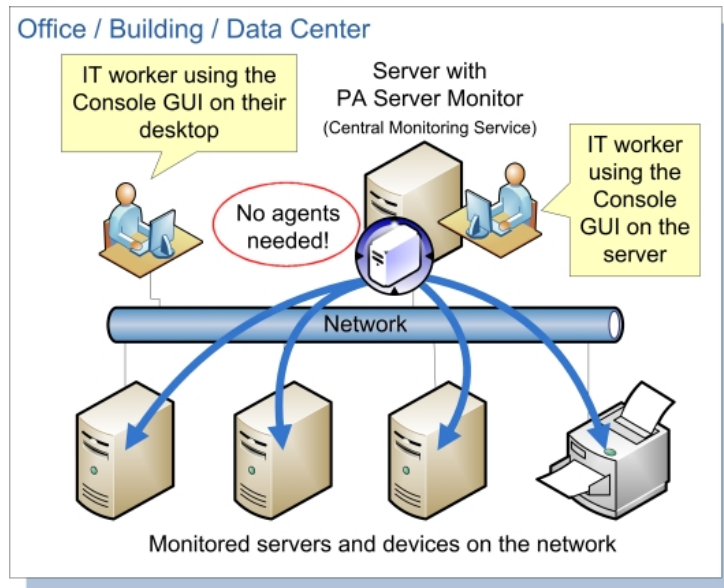 Office / Building / Data Center
IT worker using the
Console GUI on their
desktop
Server with
PA Server Monitor
(Central Monitoring Service)
IT worker
using the
Console
GUI on the
server
No agents
needed!
Network
Monitored servers and devices on the network